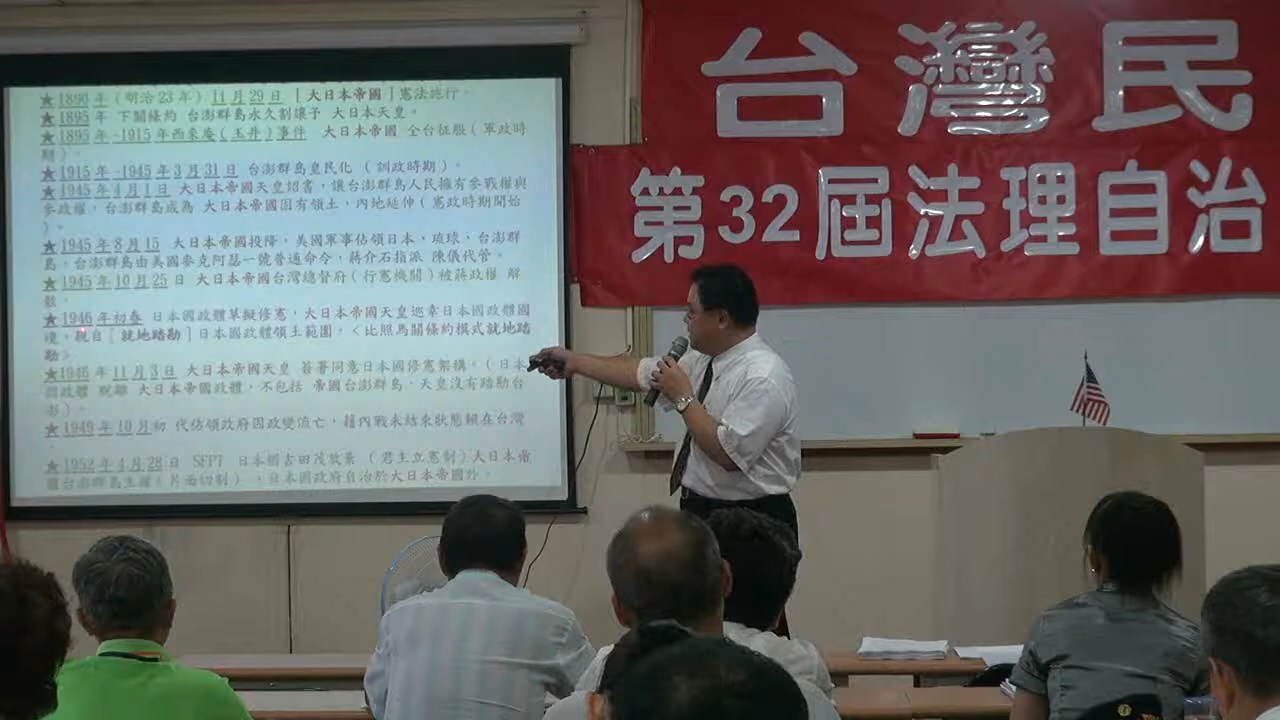 ★1890年(明治23年)11月29日「大日本帝國」憲法施行。
★1895年 下關條約 台澎群島永久割讓予 大日本天皇。
★1895年-1915年西來庵(玉井)事件 大日本帝國 全台征服(軍政時
期)。
★1915年-1945年3月31日 台澎群島皇民化 (訓政時期)。
★1945年4月1日 大日本帝國天皇詔書,讓台澎群島人民擁有參戰權與
參政權,台澎群島成為 大日本帝國固有領土,內地延伸(憲政時期開始
)。
★1945年8月15 大日本帝國投降,美國軍事佔領日本、琉球、台澎群
島,台澎群島由美國麥克阿瑟一號普通命令,蔣介石指派 陳儀代管。
★1945年10月25日 大日本帝國台灣總督府(行憲機關)被蔣政權 解
散。
★1946年初春 日本國政體草擬修憲,大日本帝國天皇巡幸日本國政體國
境,親自[就地踏勘]日本國政體領土範圍,<比照馬關條約模式就地踏
勘>
★1946年11月3日 大日本帝國天皇 簽署同意日本國修憲架構。(日本
國政體 脫離 大日本帝國政體,不包括 帝國台澎群島,天皇沒有踏勘台
澎)。
★1949年10月初 代佔領政府因政變流亡,藉內戰未結束狀態賴在台灣
。
★1952年4月28日 SFPT 日本國吉田茂放棄 (君主立憲制)大日本帝
國台澎群島主權(片面切割),日本國政府自治於大日本帝國外。
台灣民
第32屆法理自治